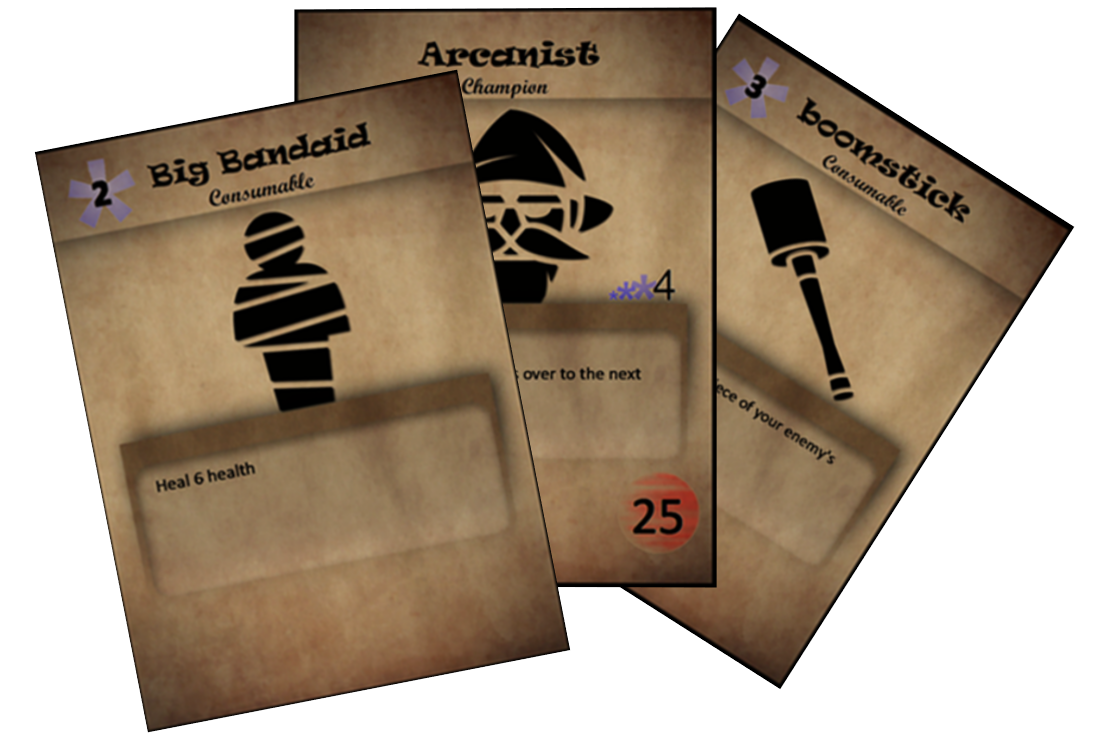 2
Big Bandaid
Consumable
Heal 6 health
Arcanist
Champion
4
over to the next
25
3
boomstick
Consumable
of your enemy's